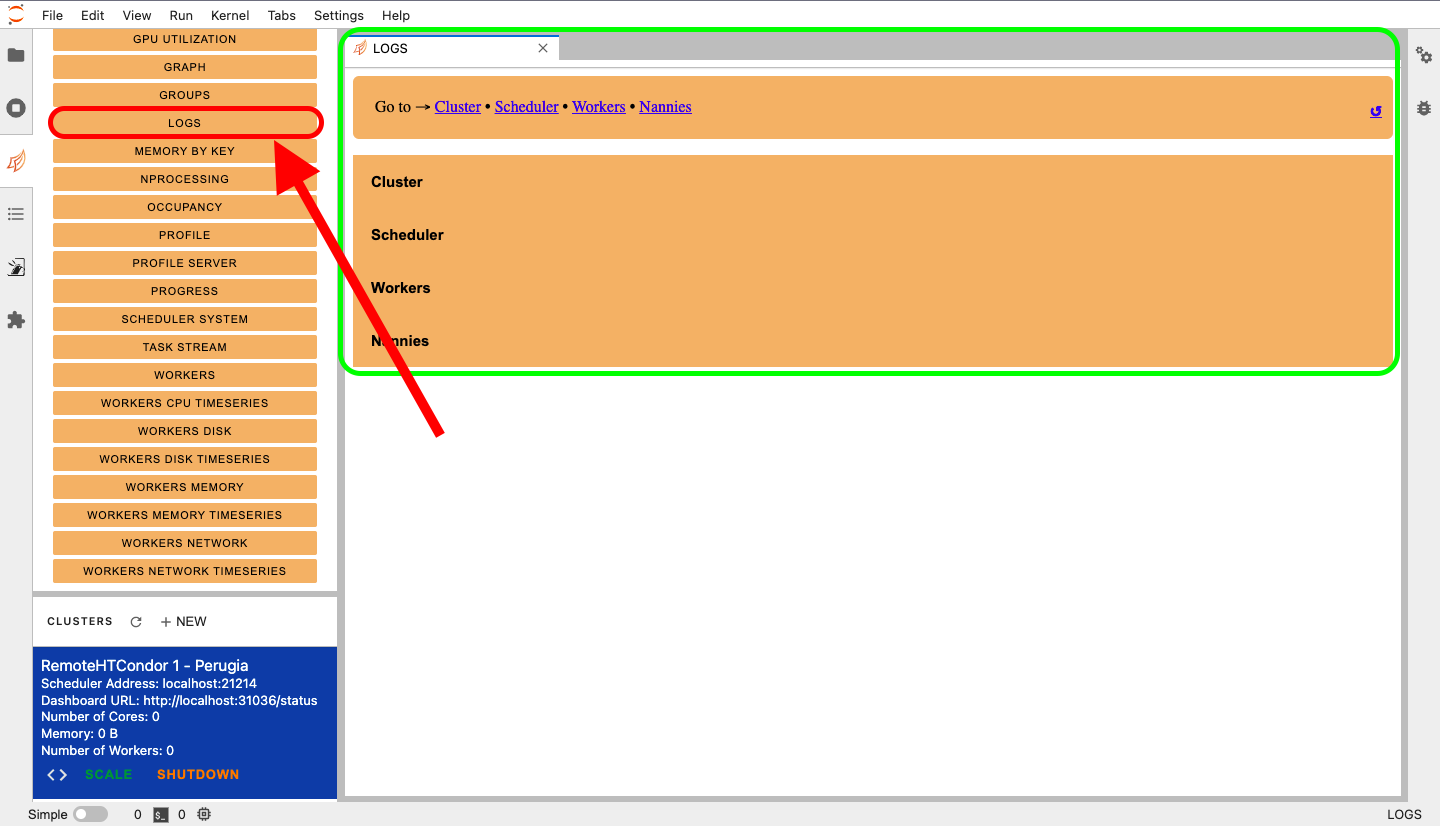 File Edit View Run Kernel Tabs Settings Help
GPU UTILIZATION
GRAPH
GROUPS
LOGS
MEMORY BY KEY
NPROCESSING
OCCUPANCY
PROFILE
PROFILE SERVER
PROGRESS
SCHEDULER SYSTEM
TASK STREAM
WORKERS
WORKERS CPU TIMESERIES
WORKERS DISK
WORKERS DISK TIMESERIES
WORKERS MEMORY
WORKERS MEMORY TIMESERIES
WORKERS NETWORK
WORKERS NETWORK TIMESERIES
CLUSTERS + NEW
RemoteHTCondor 1 - Perugia
Scheduler Address: localhost:21214
Dashboard URL: http://localhost:31036/status
Number of Cores: 0
Memory: 0 B
Number of Workers: 0
<> SCALE SHUTDOWN
LOGS
Go to → Cluster • Scheduler • Workers • Nannies ↺
Cluster
Scheduler
Workers
Nannies
Simple 0 $_ 0 LOGS